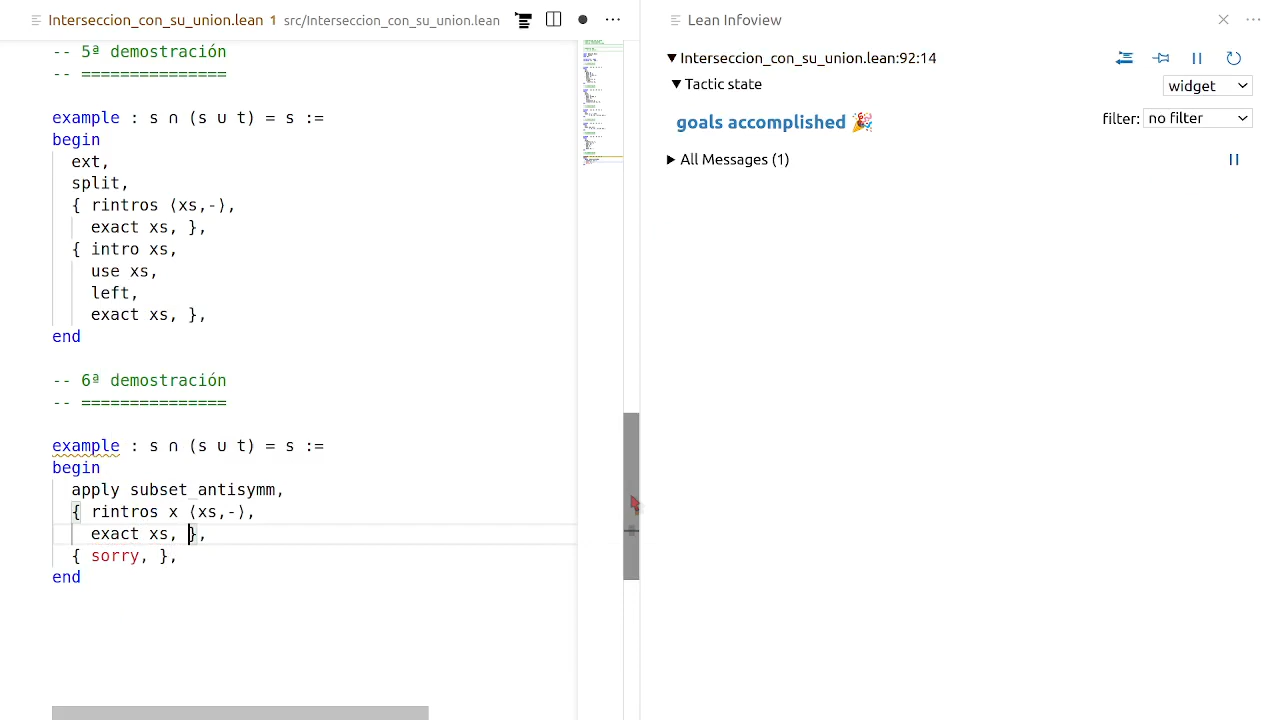 Interseccion_con_su_union.lean 1 src/Interseccion_con_su_union.lean ···
-- 5ª demostración
-- ===============
example : s ∩ (s ∪ t) = s :=
begin
ext,
split,
{ rintros ⟨xs,-⟩,
exact xs, },
{ intro xs,
use xs,
left,
exact xs, },
end
-- 6ª demostración
-- ===============
example : s ∩ (s ∪ t) = s :=
begin
apply subset_antisymm,
{ rintros x ⟨xs,-⟩,
exact xs, },
{ sorry, },
end
Lean Infoview
Interseccion_con_su_union.lean:92:14
Tactic state
widget
goals accomplished 🎉
filter: no filter
All Messages (1)